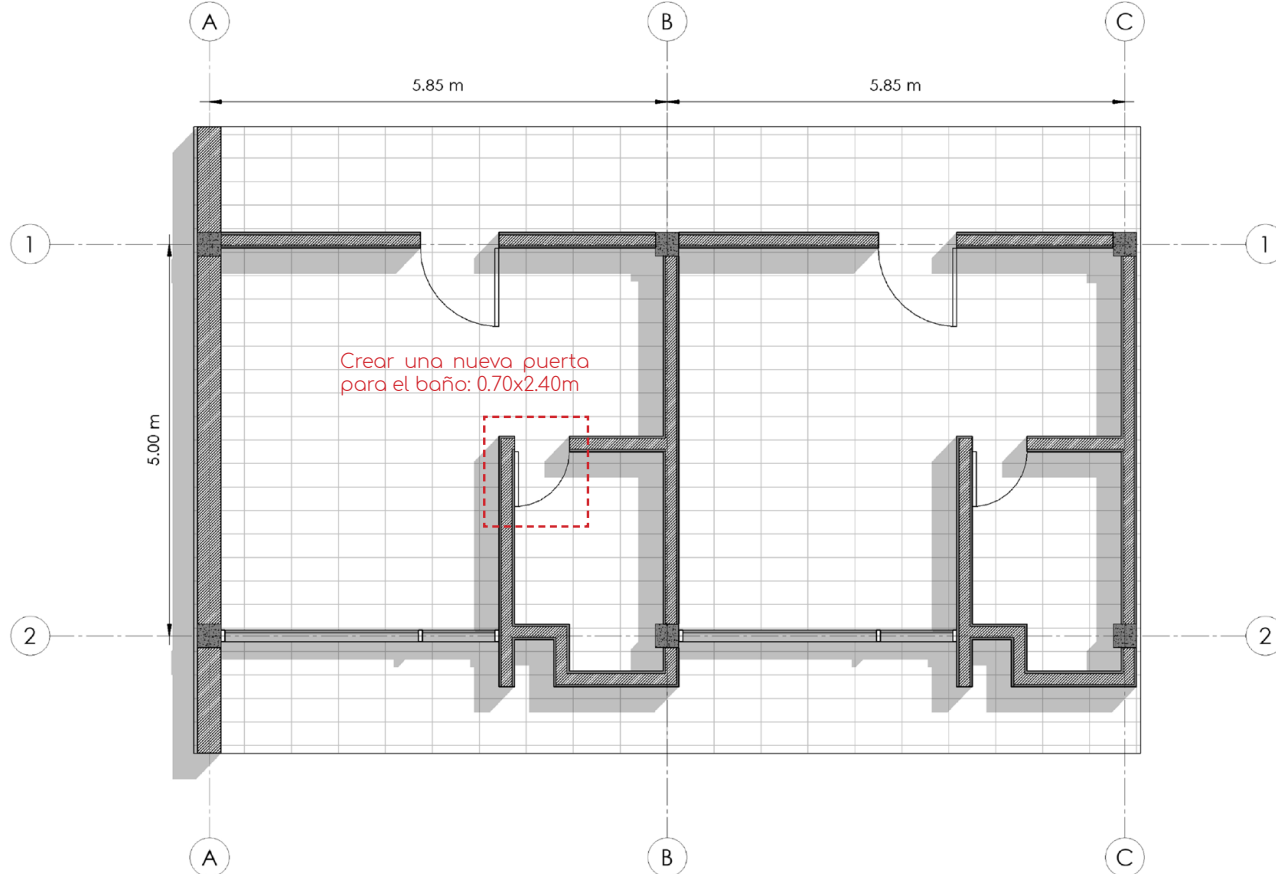 A B C
5.85 m 5.85 m
1 1
Crear una nueva puerta
para el baño: 0.70x2.40m
5.00 m
2 2
A B C